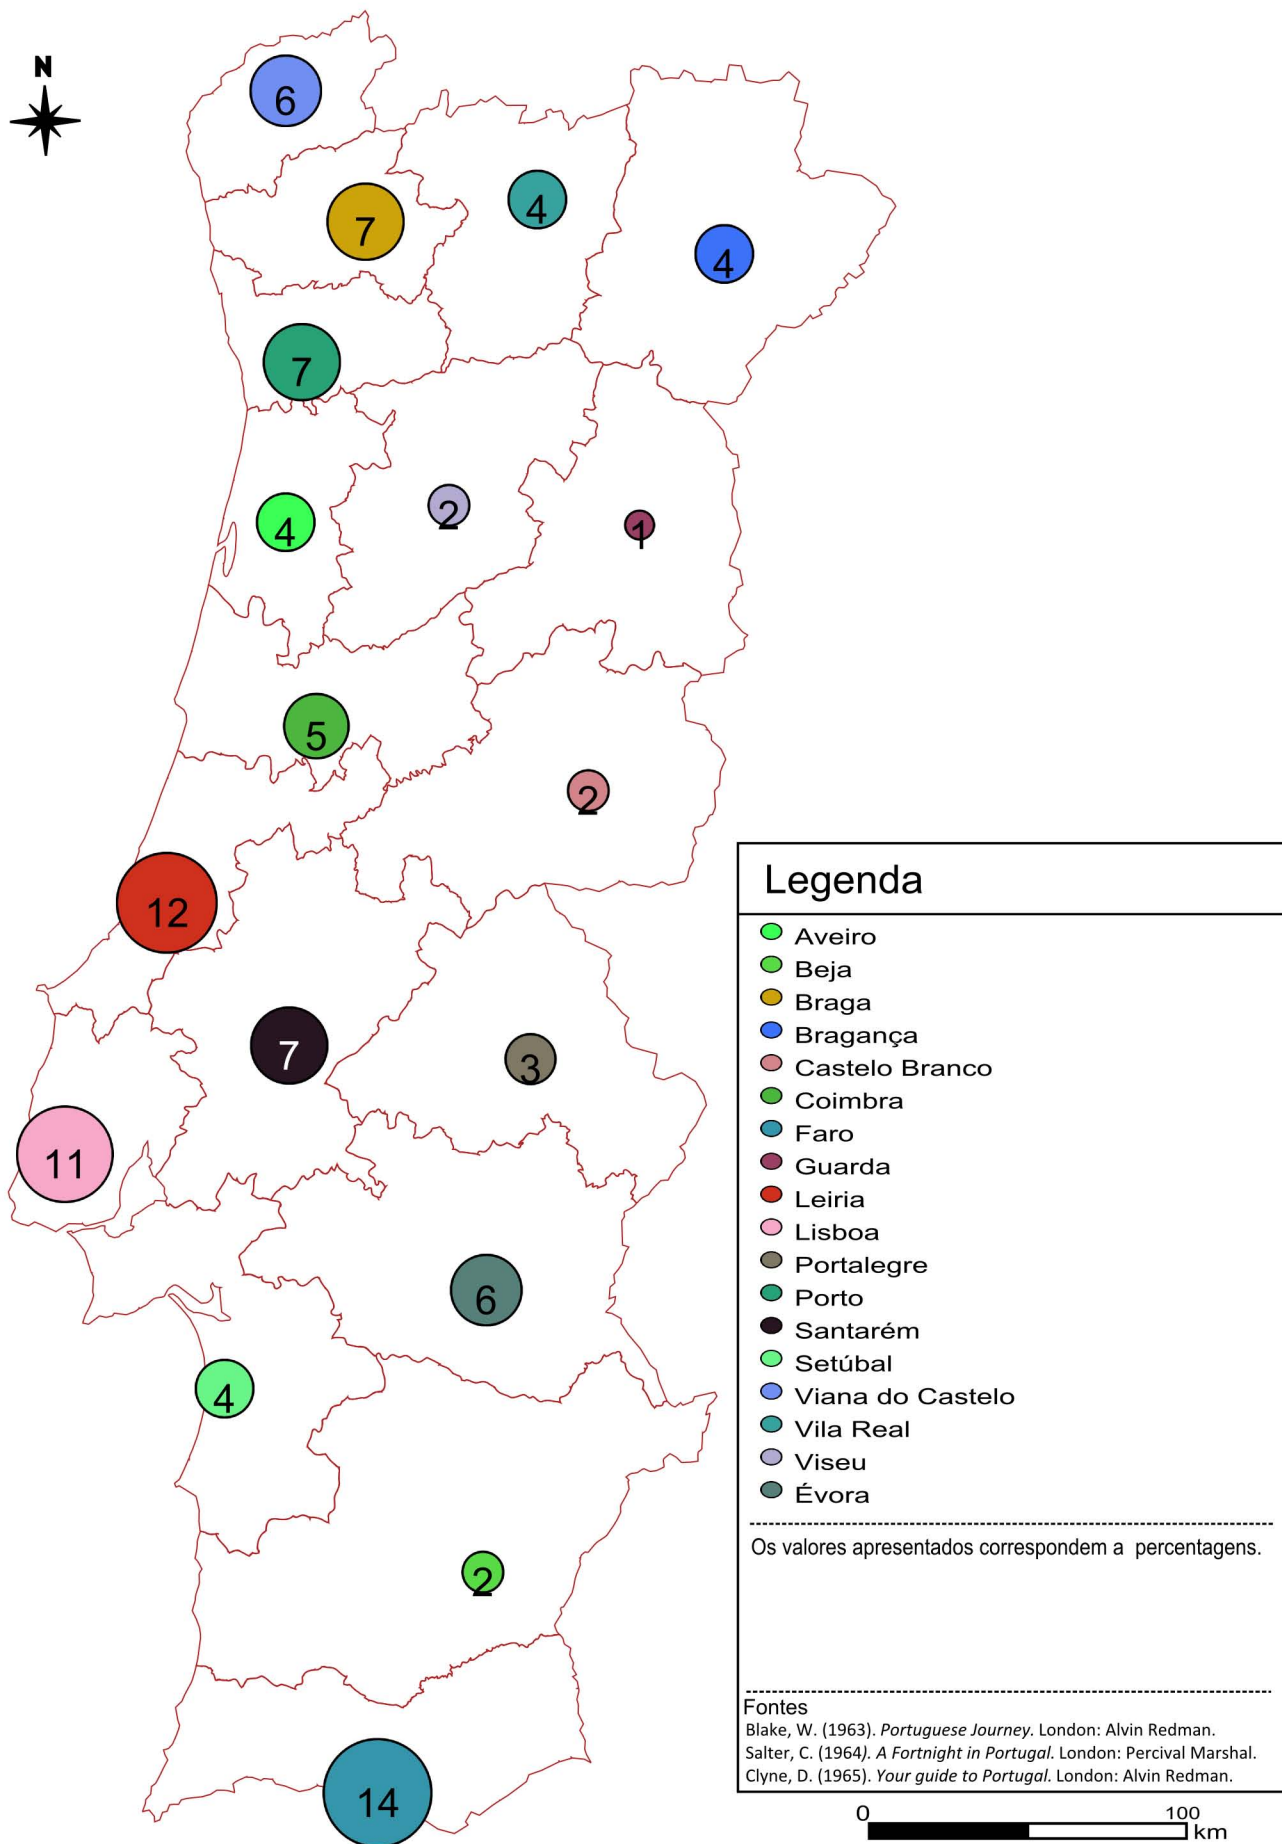 N
6
7
4
4
7
4
2
1
5
2
12
7
3
11
6
4
2
14
Legenda
Aveiro
Beja
Braga
Bragança
Castelo Branco
Coimbra
Faro
Guarda
Leiria
Lisboa
Portalegre
Porto
Santarém
Setúbal
Viana do Castelo
Vila Real
Viseu
Évora
Os valores apresentados correspondem a percentagens.
Fontes
Blake, W. (1963). Portuguese Journey. London: Alvin Redman.
Salter, C. (1964). A Fortnight in Portugal. London: Percival Marshal.
Clyne, D. (1965). Your guide to Portugal. London: Alvin Redman.
0 100
km